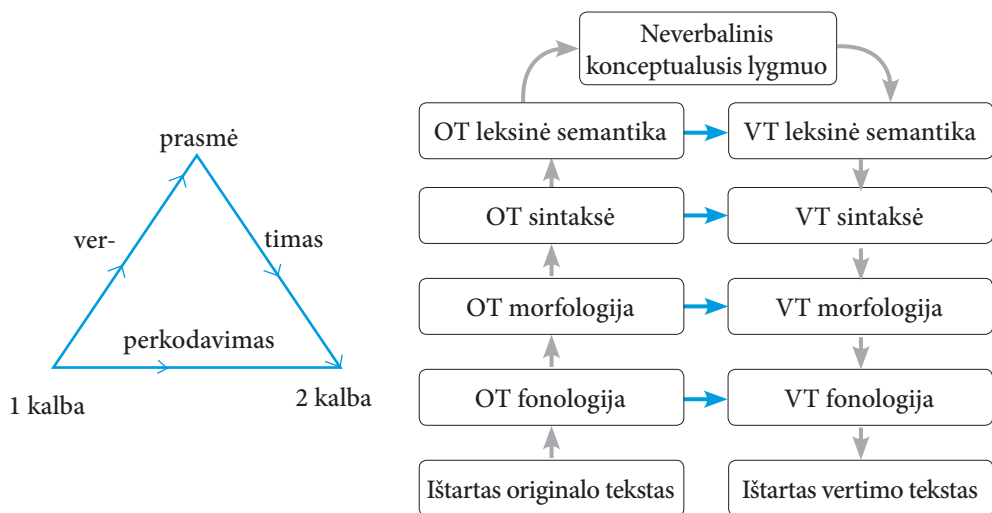 prasmė
ver-
timas
perkodavimas
1 kalba
2 kalba
Neverbalinis
konceptualusis lygmuo
OT leksinė semantika
VT leksinė semantika
OT sintaksė
VT sintaksė
OT morfologija
VT morfologija
OT fonologija
VT fonologija
Ištartas originalo tekstas
Ištartas vertimo tekstas